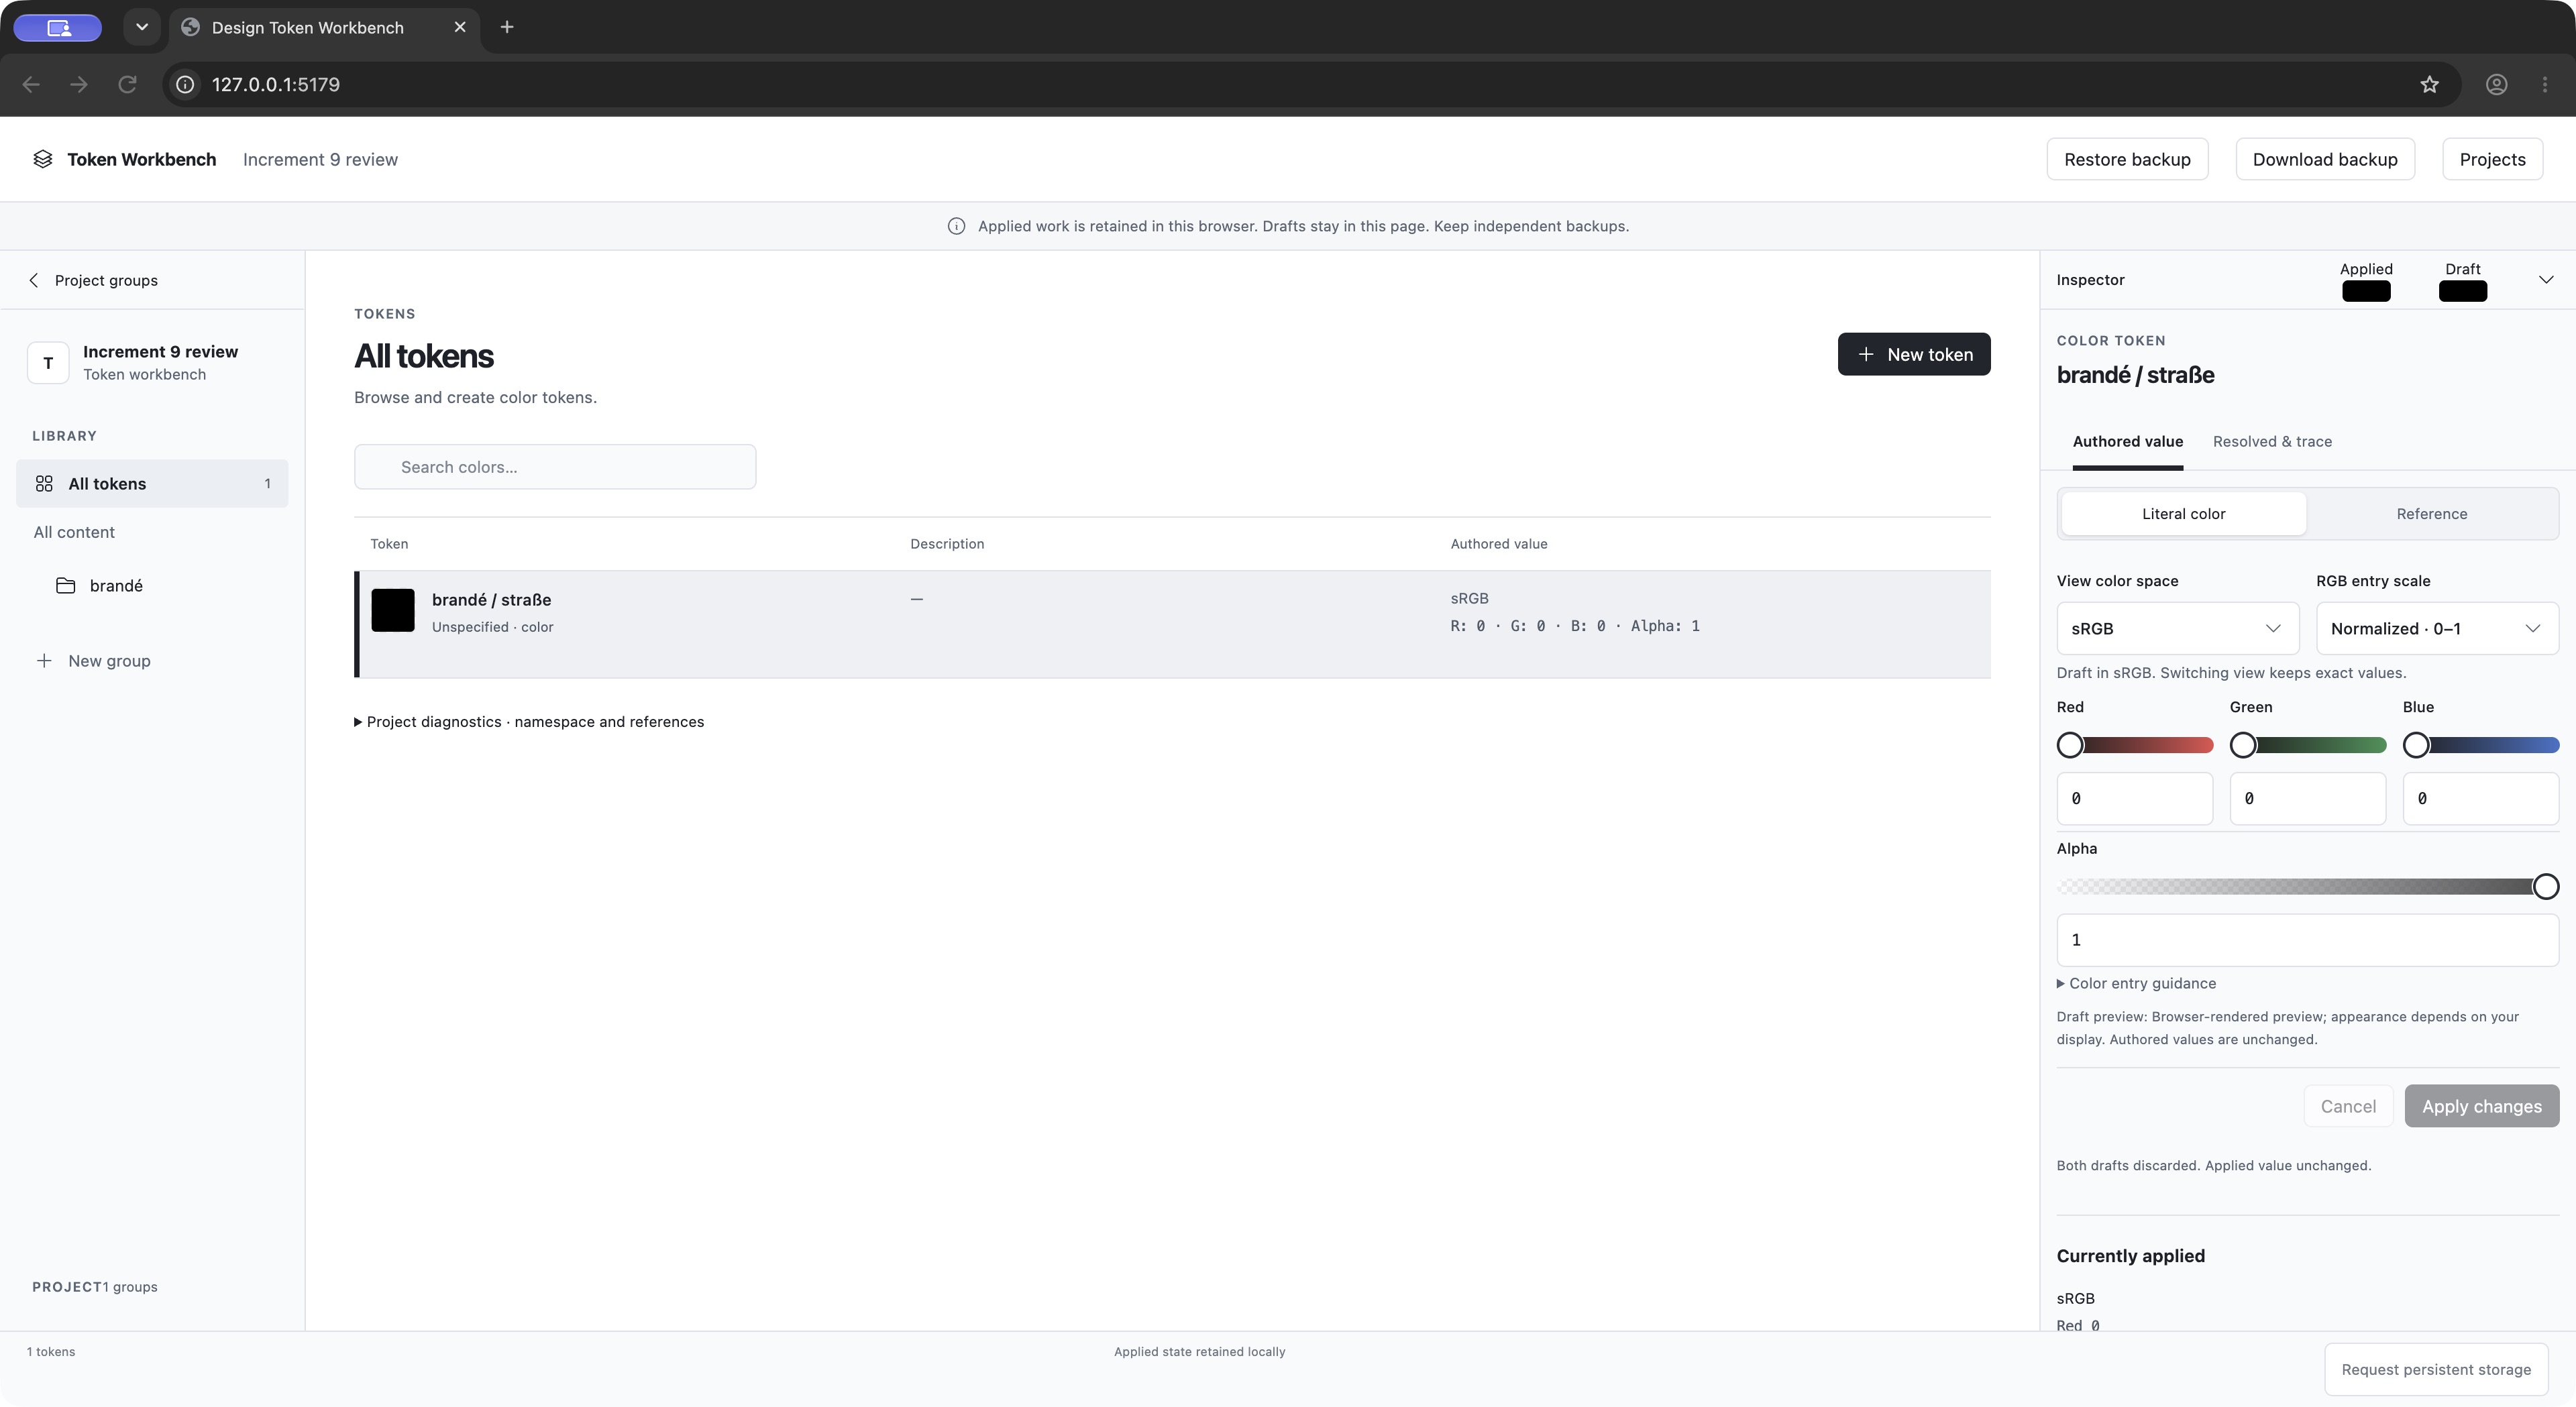 Design Token Workbench
127.0.0.1:5179
Token Workbench Increment 9 review Restore backup Download backup Projects
Applied work is retained in this browser. Drafts stay in this page. Keep independent backups.
Project groups
T
Increment 9 review
Token workbench
LIBRARY
All tokens 1
All content
brandé
New group
PROJECT1 groups
TOKENS
All tokens
New token
Browse and create color tokens.
Search colors...
Token Description Authored value
brandé / straße
Unspecified · color
—
sRGB
R: 0 · G: 0 · B: 0 · Alpha: 1
Project diagnostics · namespace and references
Inspector Applied Draft
COLOR TOKEN
brandé / straße
Authored value Resolved & trace
Literal color Reference
View color space RGB entry scale
sRGB Normalized · 0–1
Draft in sRGB. Switching view keeps exact values.
Red Green Blue
0 0 0
Alpha
1
Color entry guidance
Draft preview: Browser-rendered preview; appearance depends on your
display. Authored values are unchanged.
Cancel Apply changes
Both drafts discarded. Applied value unchanged.
Currently applied
sRGB
Red 0
1 tokens Applied state retained locally Request persistent storage